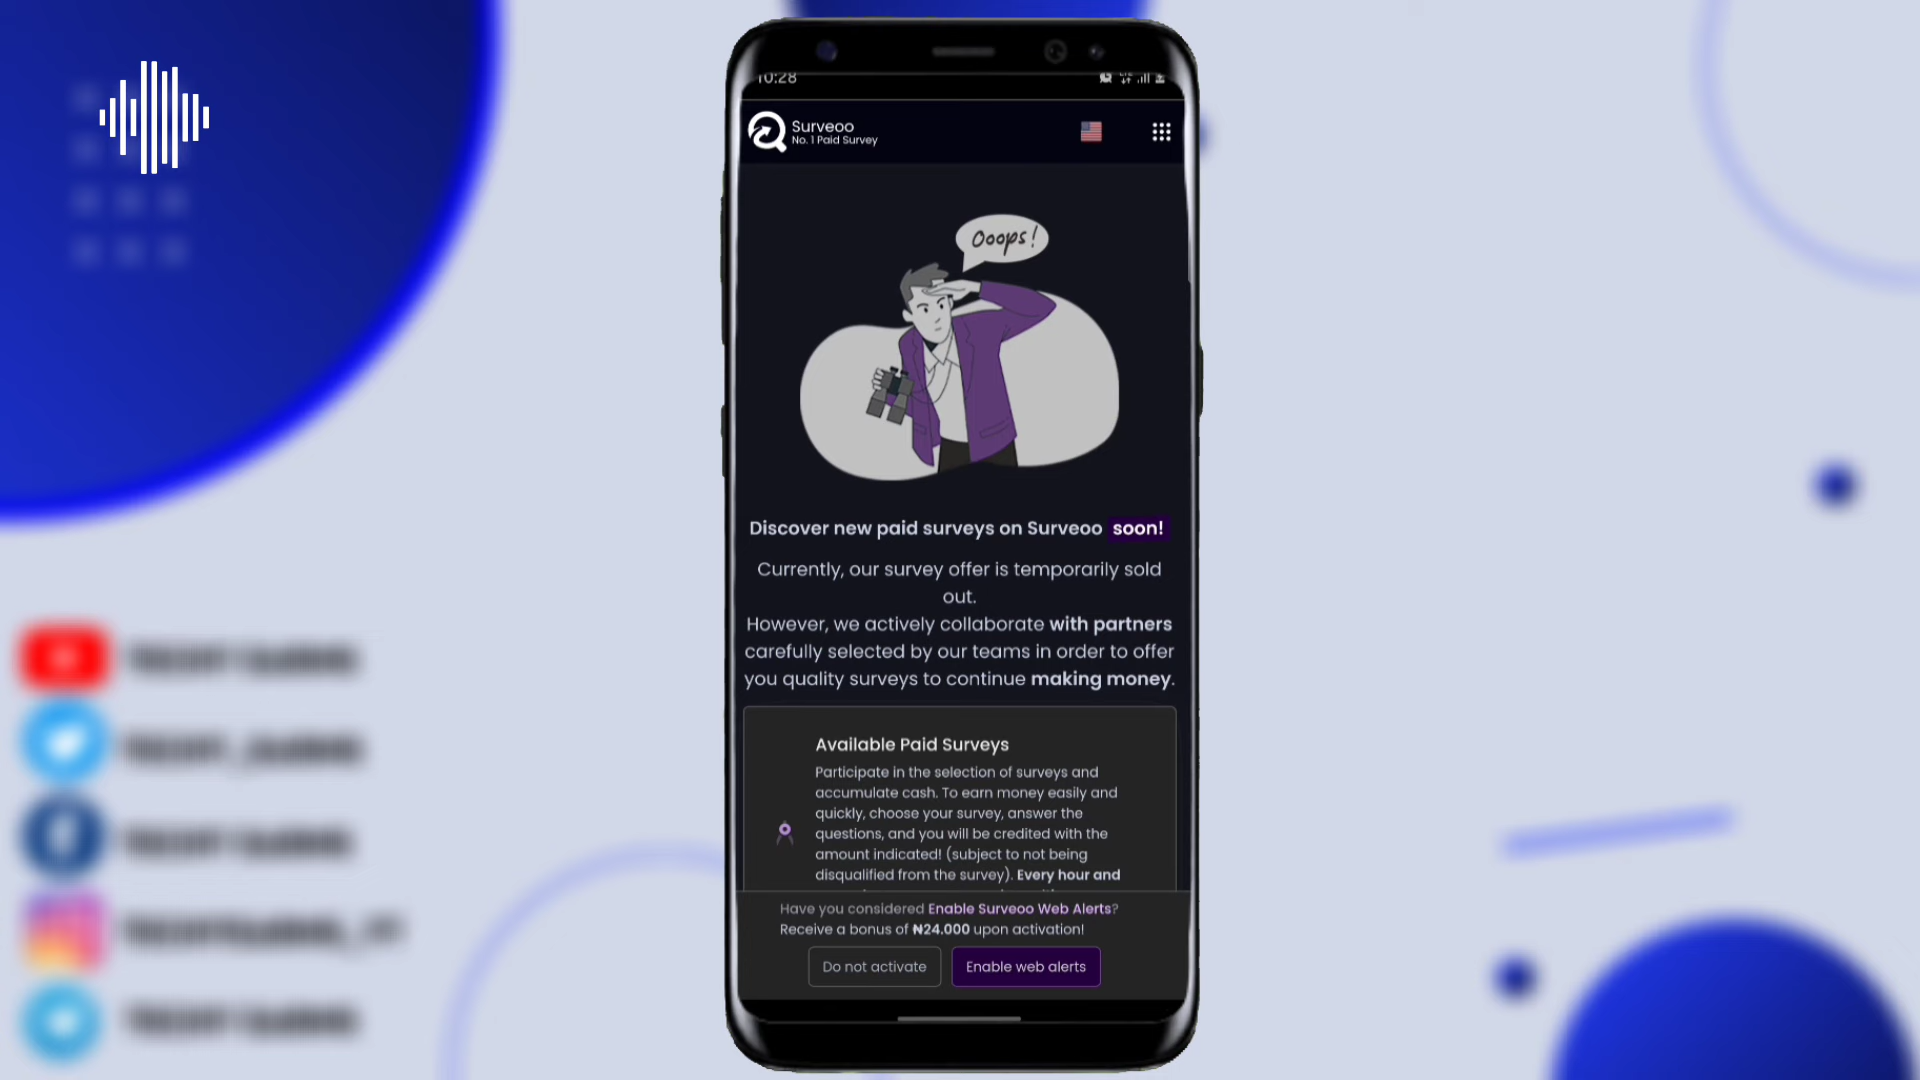 10:28
Surveoo
No. 1 Paid Survey
Ooops!
Discover new paid surveys on Surveoo soon!
Currently, our survey offer is temporarily sold
out.
However, we actively collaborate with partners
carefully selected by our teams in order to offer
you quality surveys to continue making money.
Available Paid Surveys
Participate in the selection of surveys and
accumulate cash. To earn money easily and
quickly, choose your survey, answer the
questions, and you will be credited with the
amount indicated! (subject to not being
disqualified from the survey). Every hour and
Have you considered Enable Surveoo Web Alerts?
Receive a bonus of ₦24.000 upon activation!
Do not activate
Enable web alerts